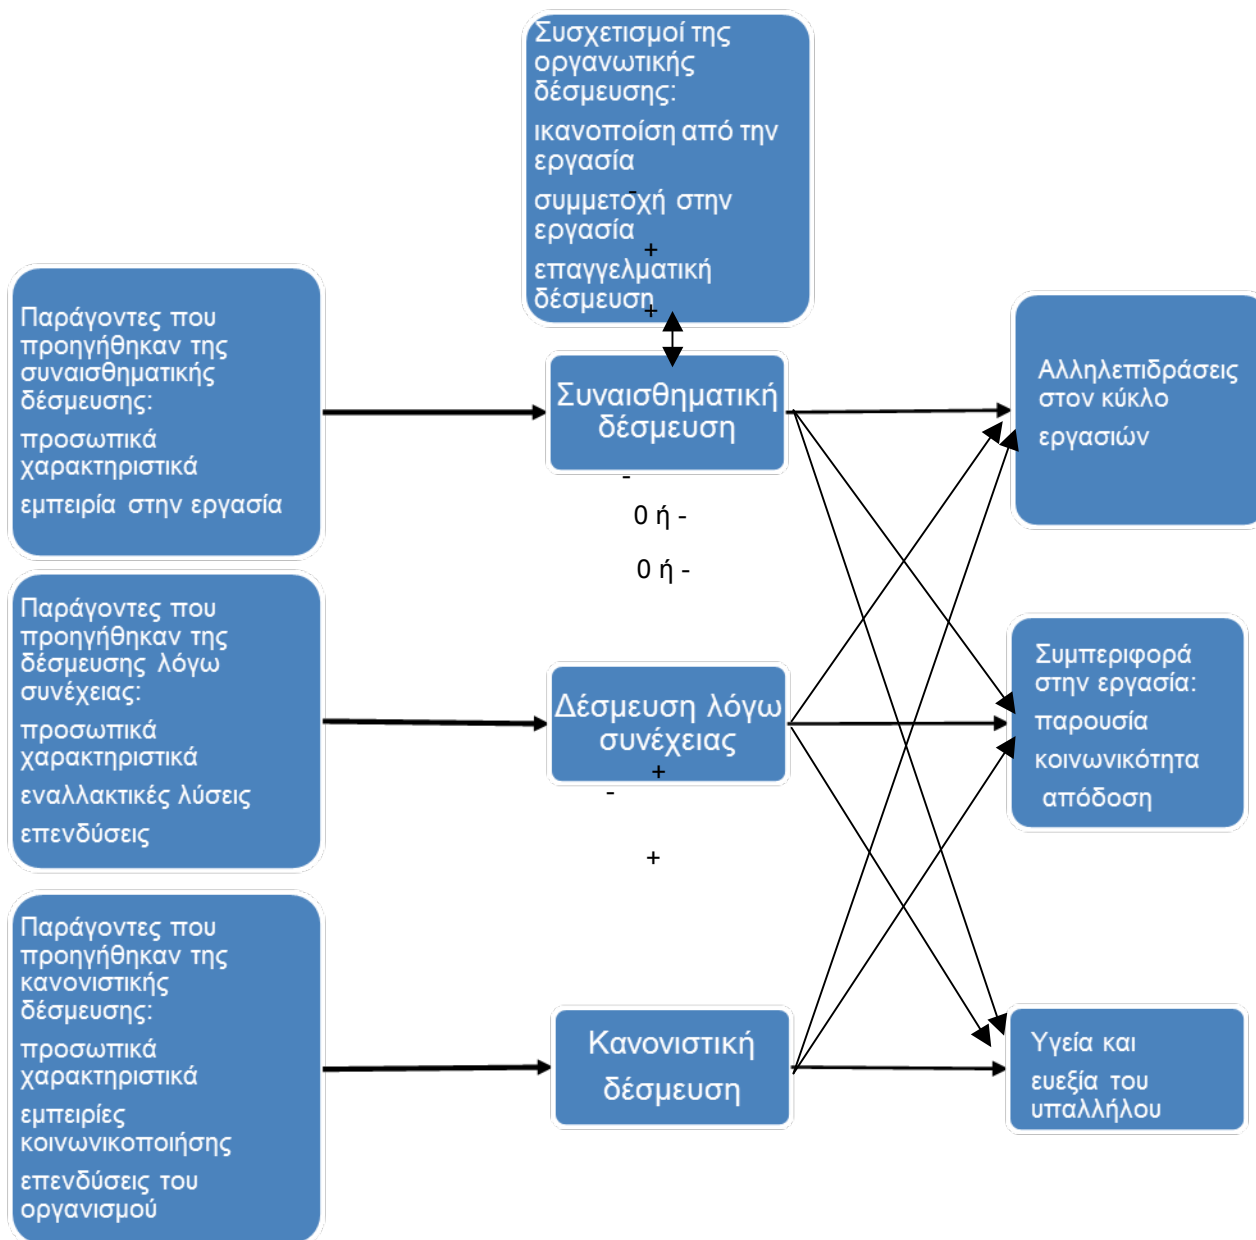 Συσχετισμοί της
οργανωτικής
δέσμευσης:
ικανοποίση από την
εργασία
-
συμμετοχή στην
εργασία
+
επαγγελματική
δέσμευση
+
Παράγοντες που
προηγήθηκαν της
συναισθηματικής
δέσμευσης:
προσωπικά
χαρακτηριστικά
εμπειρία στην εργασία
Συναισθηματική
δέσμευση
-
0 ή -
0 ή -
Αλληλεπιδράσεις
στον κύκλο
εργασιών
Παράγοντες που
προηγήθηκαν της
δέσμευσης λόγω
συνέχειας:
προσωπικά
χαρακτηριστικά
εναλλακτικές λύσεις
επενδύσεις
Δέσμευση λόγω
συνέχειας
+
-
+
Συμπεριφορά
στην εργασία:
παρουσία
κοινωνικότητα
απόδοση
Παράγοντες που
προηγήθηκαν της
κανονιστικής
δέσμευσης:
προσωπικά
χαρακτηριστικά
εμπειρίες
κοινωνικοποιήσης
επενδύσεις του
οργανισμού
Κανονιστική
δέσμευση
Υγεία και
ευεξία του
υπαλλήλου